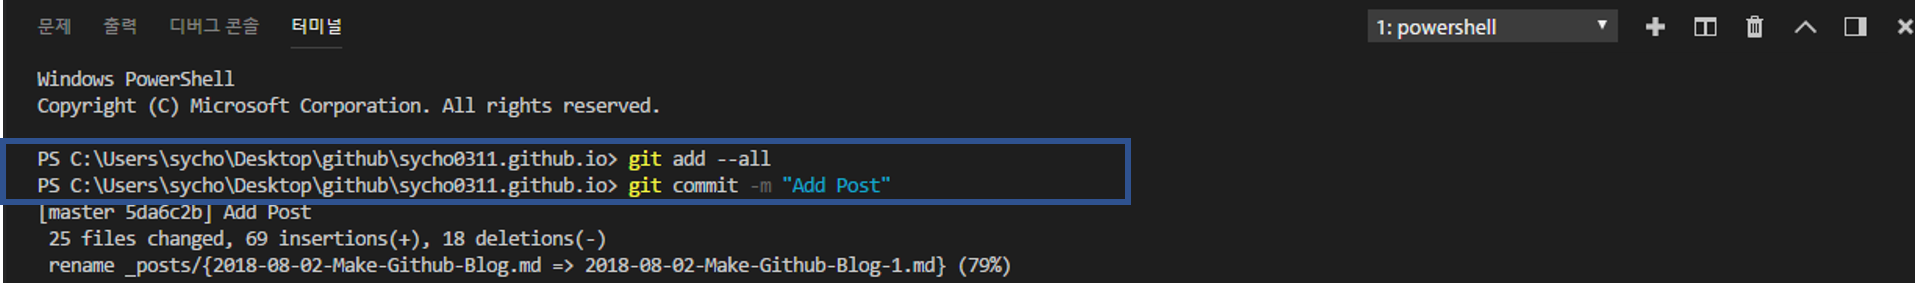 문제 출력 디버그 콘솔 터미널 1: powershell
Windows PowerShell
Copyright (C) Microsoft Corporation. All rights reserved.
PS C:\Users\sycho\Desktop\github\sycho0311.github.io> git add --all
PS C:\Users\sycho\Desktop\github\sycho0311.github.io> git commit -m "Add Post"
[master 5da6c2b] Add Post
25 files changed, 69 insertions(+), 18 deletions(-)
rename _posts/{2018-08-02-Make-Github-Blog.md => 2018-08-02-Make-Github-Blog-1.md} (79%)